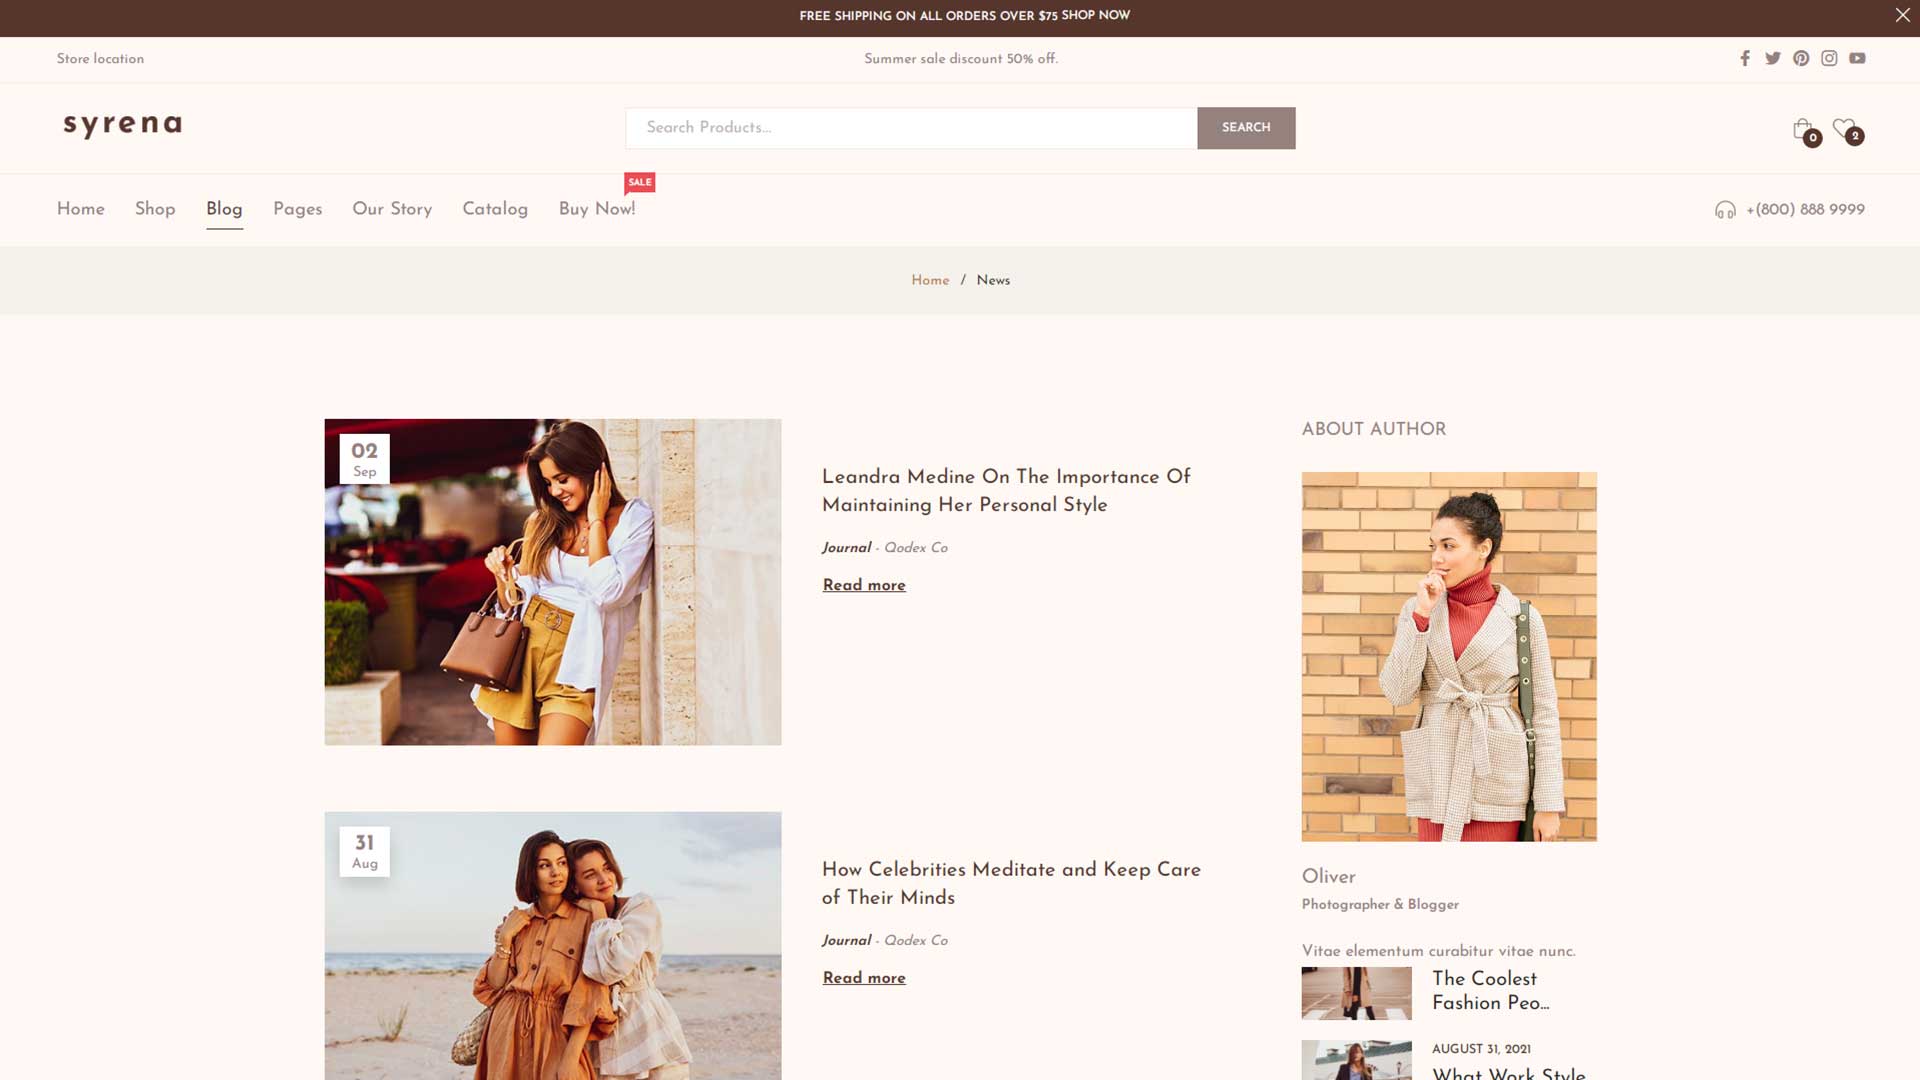 FREE SHIPPING ON ALL ORDERS OVER $75 SHOP NOW
Store location
Summer sale discount 50% off.
syrena
Search Products...
SEARCH
0
2
SALE
Home
Shop
Blog
Pages
Our Story
Catalog
Buy Now!
+(800) 888 9999
Home / News
02
Sep
Leandra Medine On The Importance Of
Maintaining Her Personal Style
Journal - Qodex Co
Read more
31
Aug
How Celebrities Meditate and Keep Care
of Their Minds
Journal - Qodex Co
Read more
ABOUT AUTHOR
Oliver
Photographer & Blogger
Vitae elementum curabitur vitae nunc.
The Coolest
Fashion Peo...
AUGUST 31, 2021
What Work Style